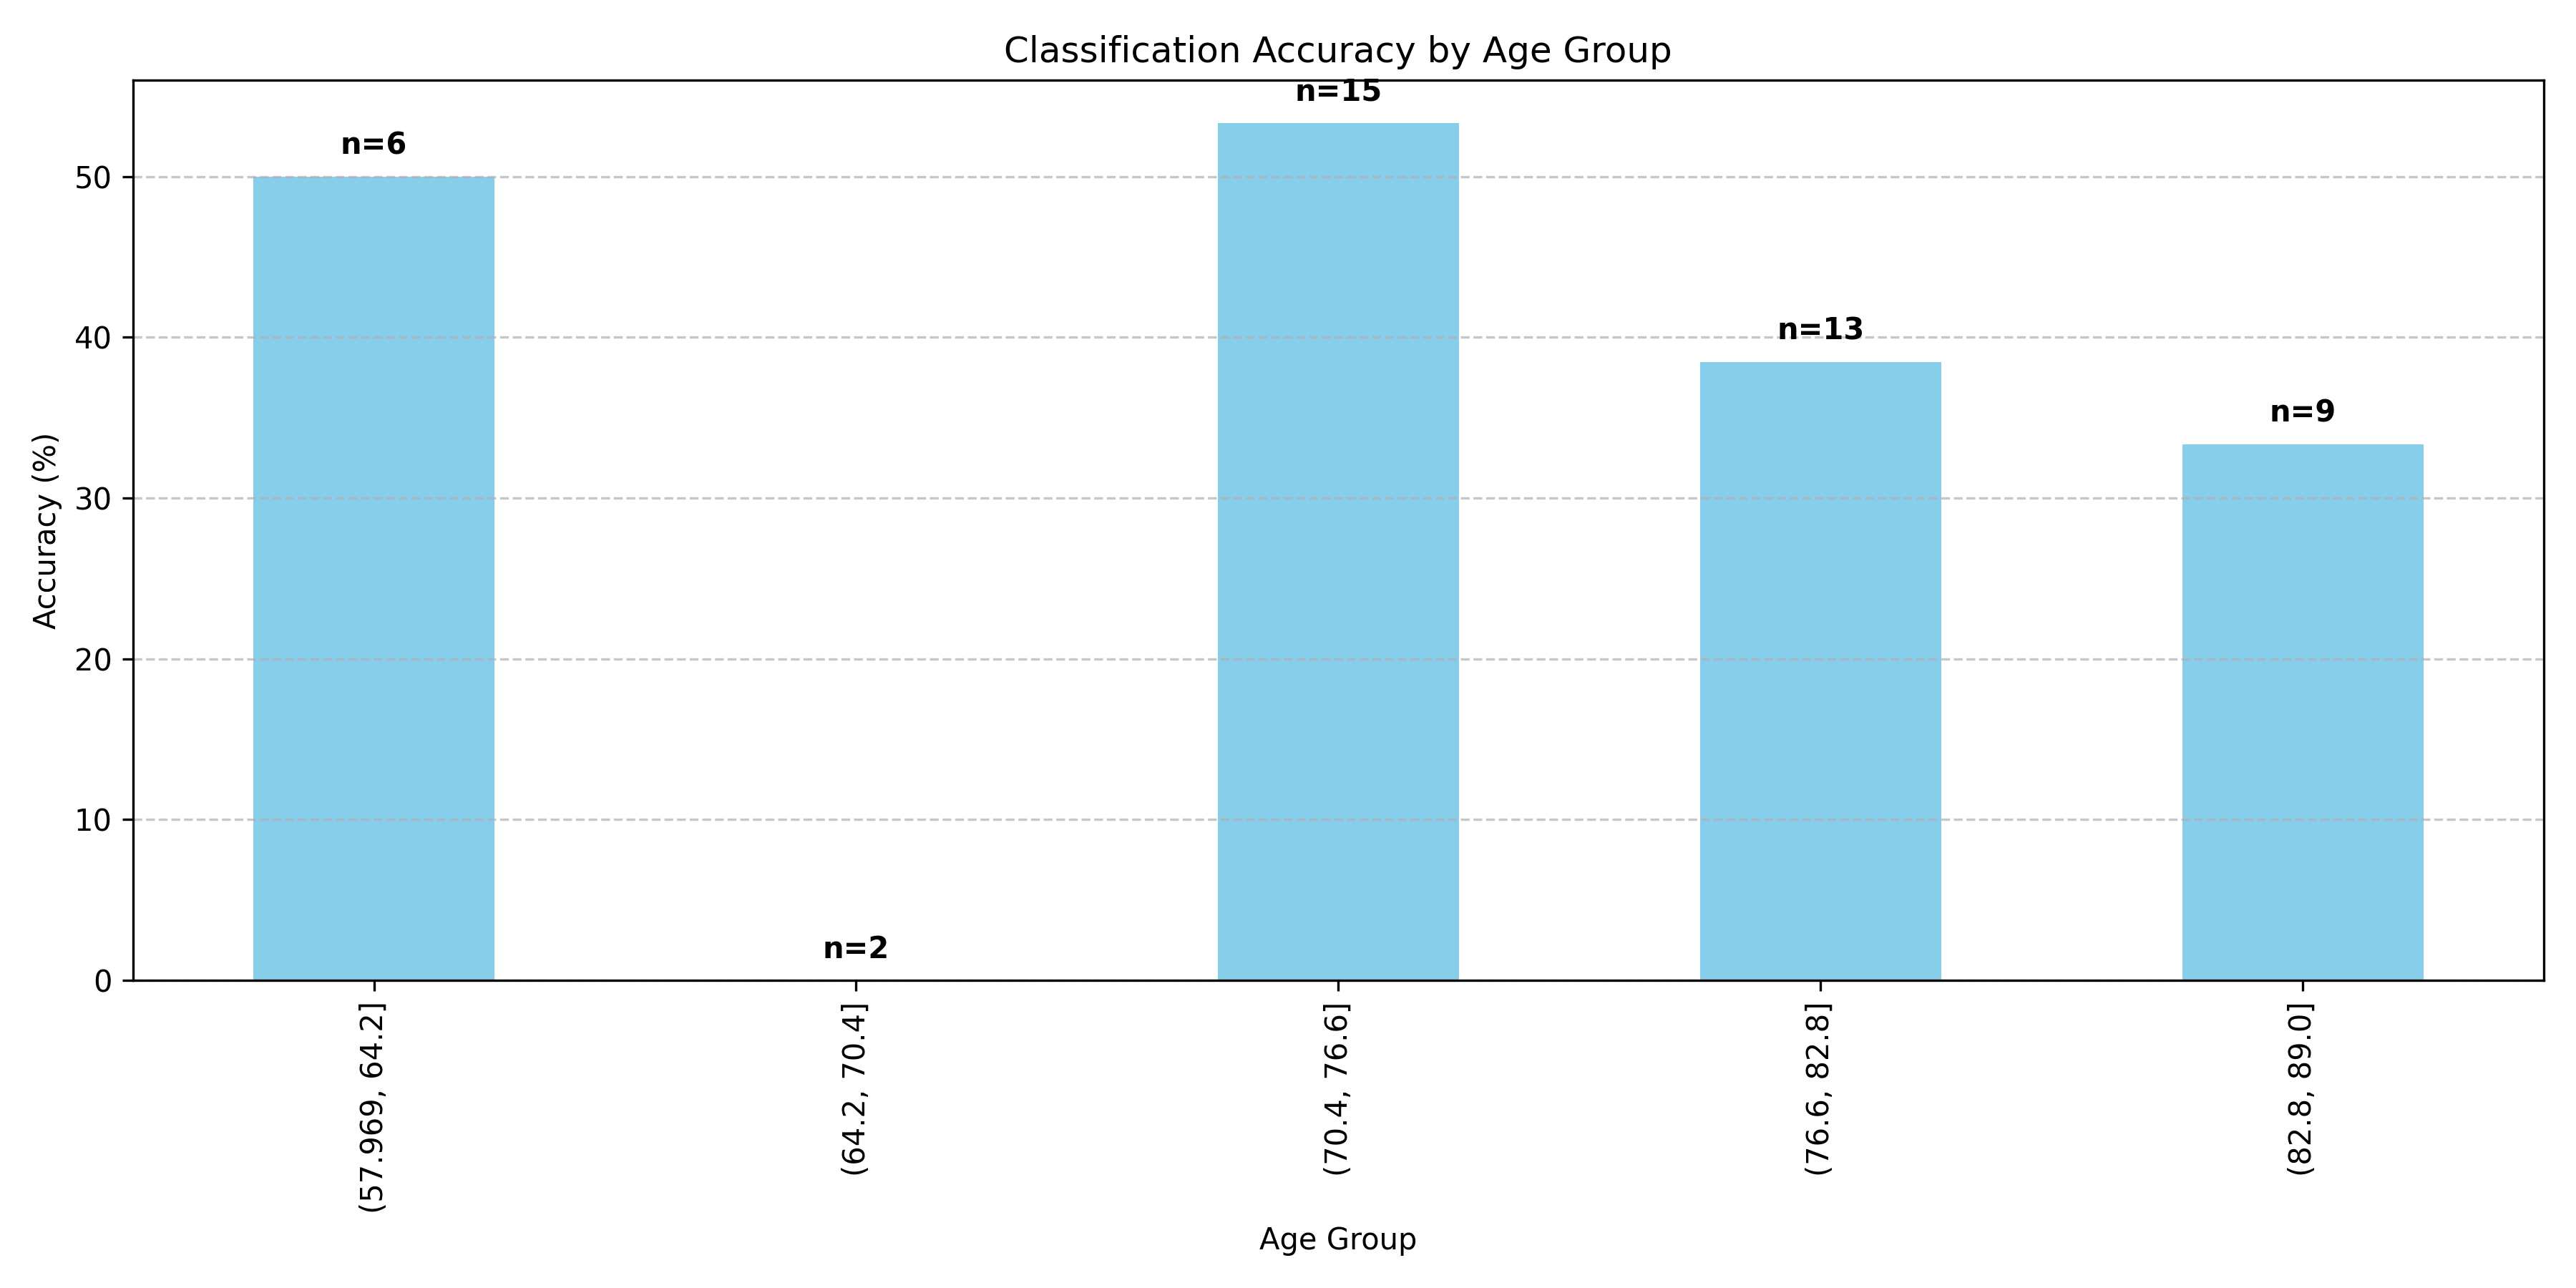 Classification Accuracy by Age Group
n=15
n=6
50
n=13
40
n=9
Accuracy (%)
30
20
10
n=2
0
(57.969, 64.2]
(64.2, 70.4]
(70.4, 76.6]
(76.6, 82.8]
(82.8, 89.0]
Age Group